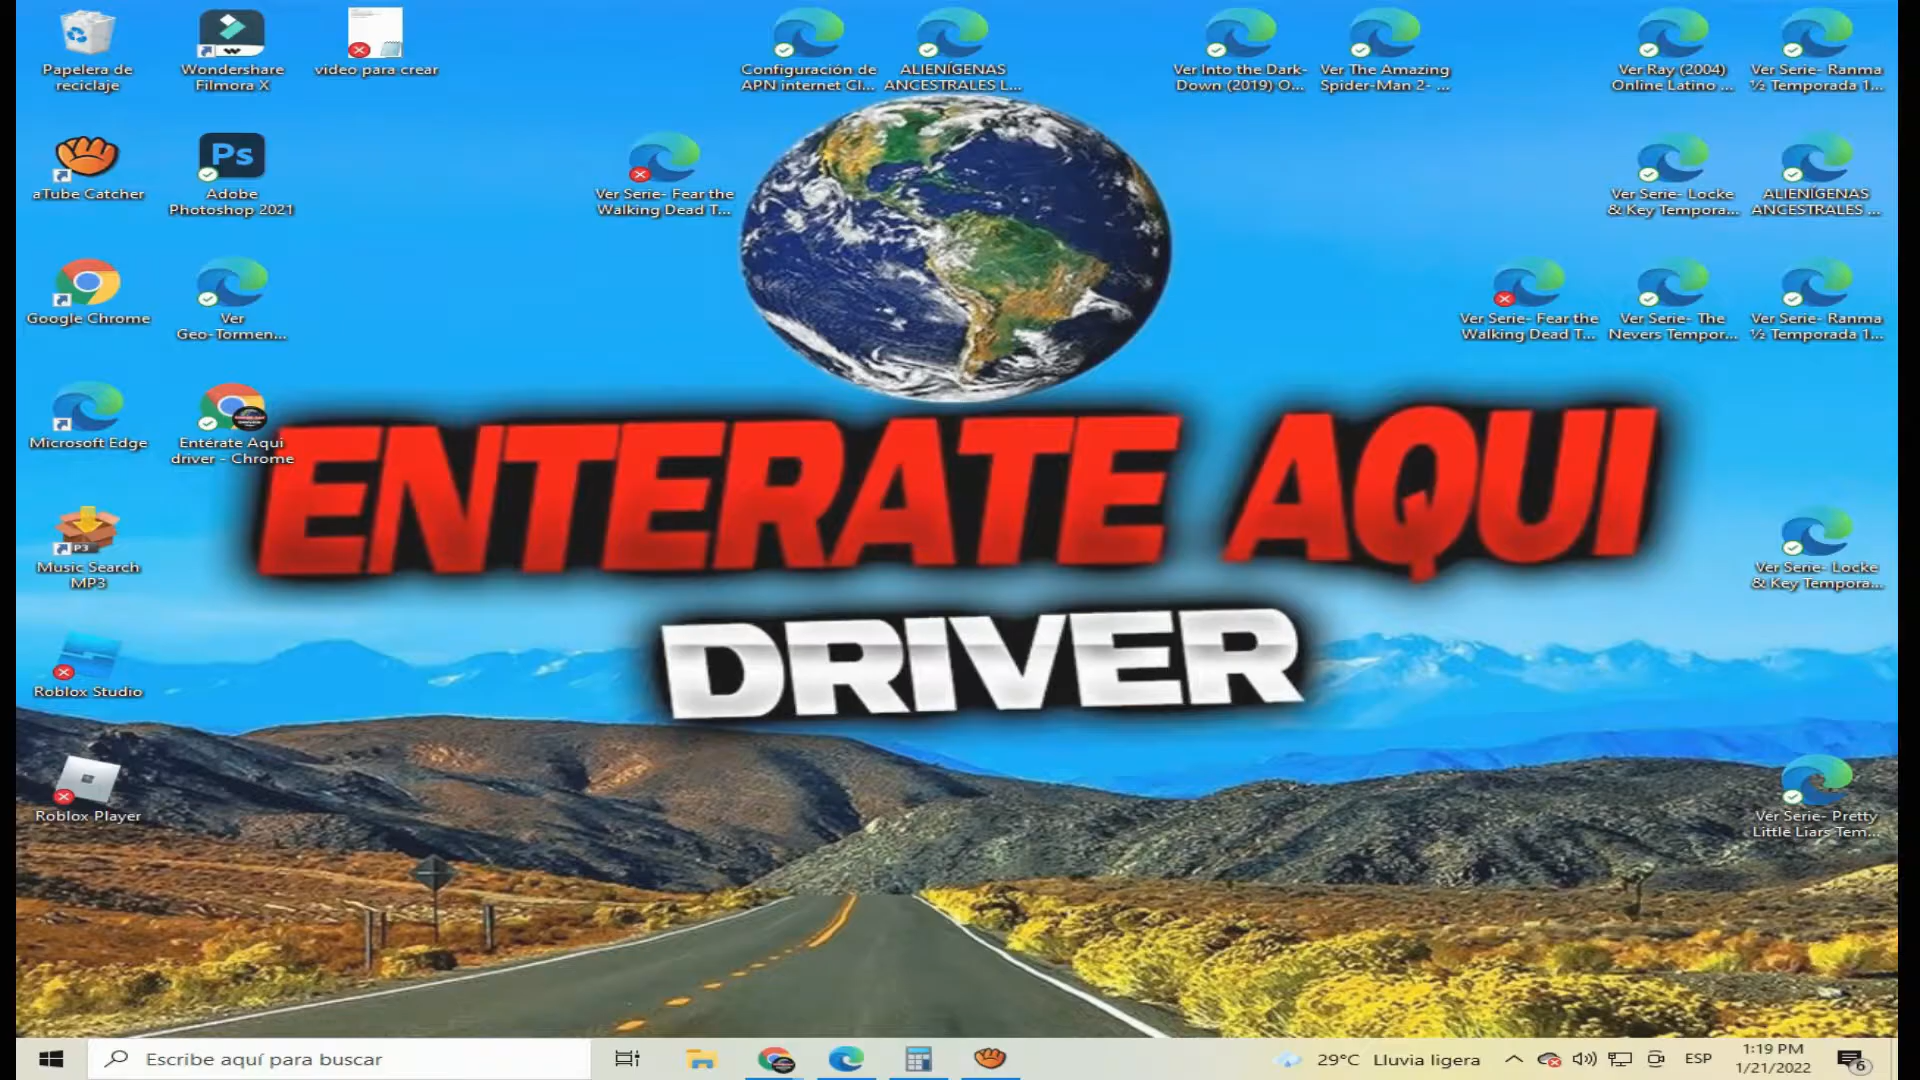 Papelera de
reciclaje
Wondershare
Filmora X
video para crear
Configuración de
APN internet Cl...
ALIENÍGENAS
ANCESTRALES L...
Ver Into the Dark-
Down (2019) O...
Ver The Amazing
Spider-Man 2- ...
Ver Ray (2004)
Online Latino ...
Ver Serie- Ranma
½ Temporada 1...
aTube Catcher
Ps
Adobe
Photoshop 2021
Ver Serie- Fear the
Walking Dead T...
Ver Serie- Locke
& Key Tempora...
ALIENÍGENAS
ANCESTRALES ...
Google Chrome
Ver
Geo-Tormen...
Ver Serie- Fear the
Walking Dead T...
Ver Serie- The
Nevers Tempor...
Ver Serie- Ranma
½ Temporada 1...
Microsoft Edge
Entérate Aqui
driver - Chrome
ENTERATE AQUI
DRIVER
P3
Music Search
MP3
Ver Serie- Locke
& Key Tempora...
Roblox Studio
Roblox Player
Ver Serie- Pretty
Little Liars Tem...
Escribe aquí para buscar
29°C Lluvia ligera
ESP
1:19 PM
1/21/2022
6